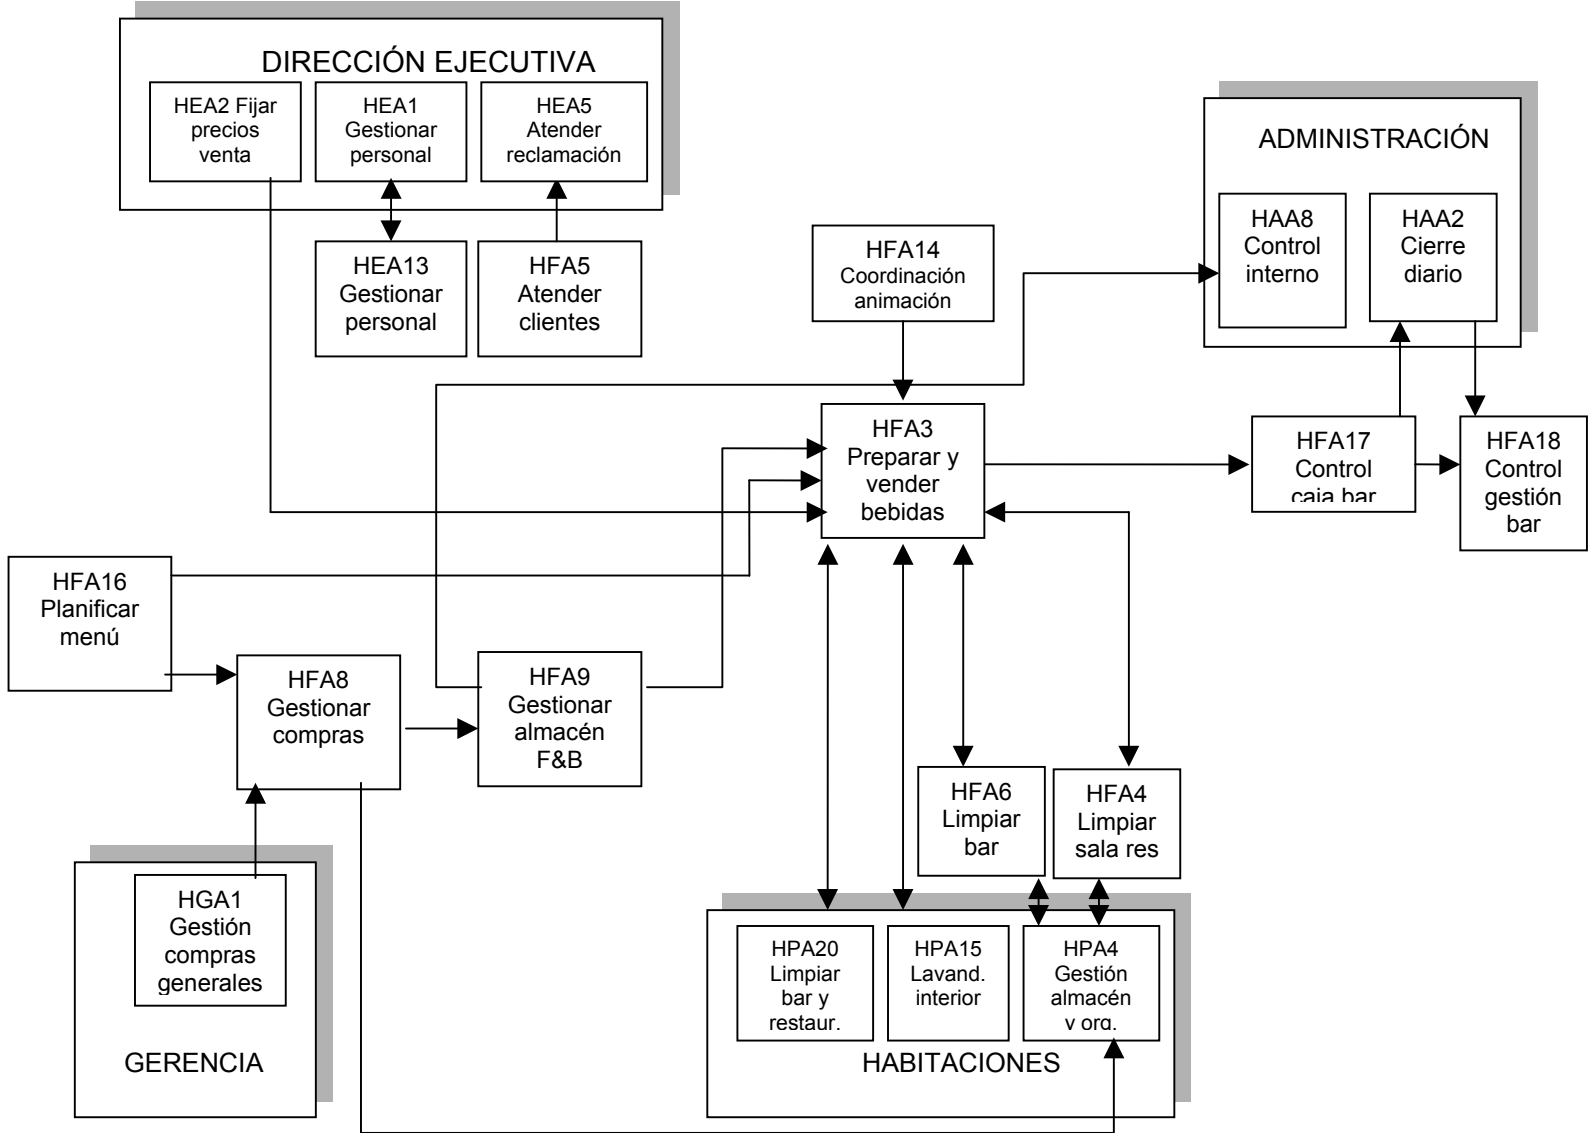 DIRECCIÓN EJECUTIVA
HEA2 Fijar
precios
venta
HEA1
Gestionar
personal
HEA5
Atender
reclamación
ADMINISTRACIÓN
HAA8
Control
interno
HAA2
Cierre
diario
HEA13
Gestionar
personal
HFA5
Atender
clientes
HFA14
Coordinación
animación
HFA3
Preparar y
vender
bebidas
HFA17
Control
caja bar
HFA18
Control
gestión
bar
HFA16
Planificar
menú
HFA8
Gestionar
compras
HFA9
Gestionar
almacén
F&B
HFA6
Limpiar
bar
HFA4
Limpiar
sala res
HGA1
Gestión
compras
generales
GERENCIA
HPA20
Limpiar
bar y
restaur.
HPA15
Lavand.
interior
HPA4
Gestión
almacén
y org.
HABITACIONES